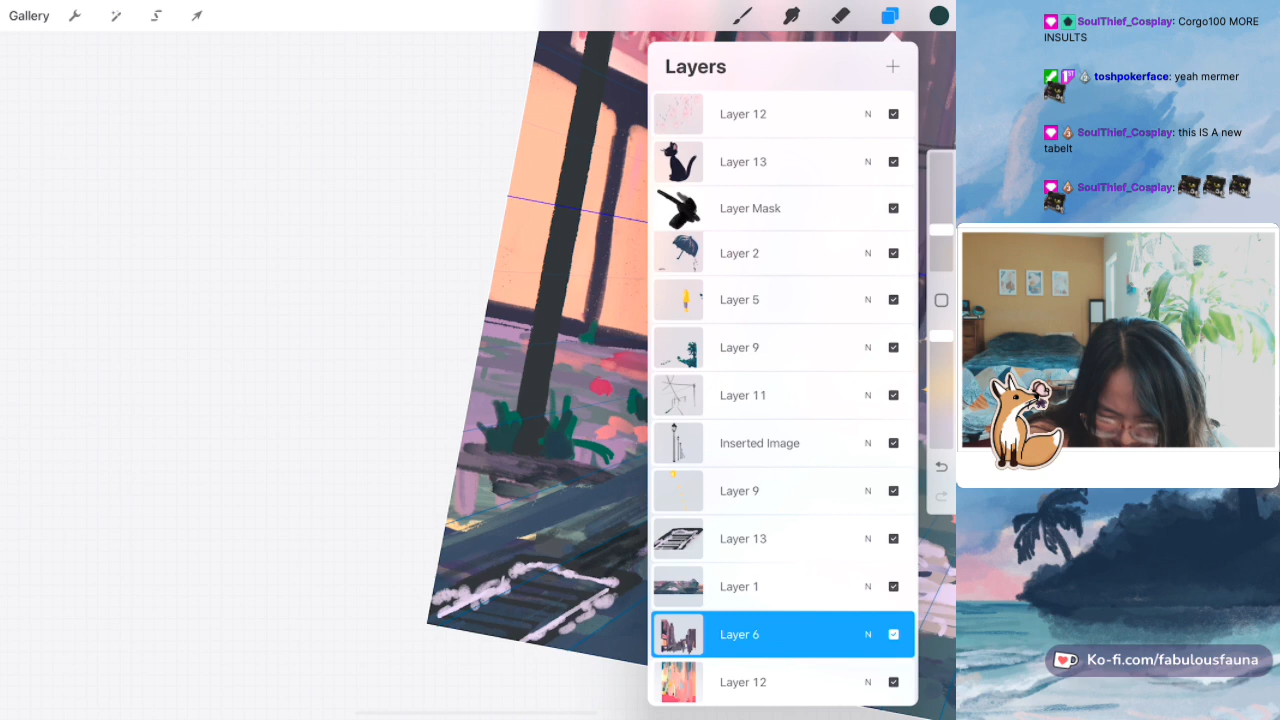 Gallery
Layers
Layer 12 N
Layer 13 N
Layer Mask
Layer 2 N
Layer 5 N
Layer 9 N
Layer 11 N
Inserted Image N
Layer 9 N
Layer 13 N
Layer 1 N
Layer 6 N
Layer 12 N
SoulThief_Cosplay: Corgo100 MORE
INSULTS
toshpokerface: yeah mermer
SoulThief_Cosplay: this IS A new
tabelt
SoulThief_Cosplay:
Ko-fi.com/fabulousfauna